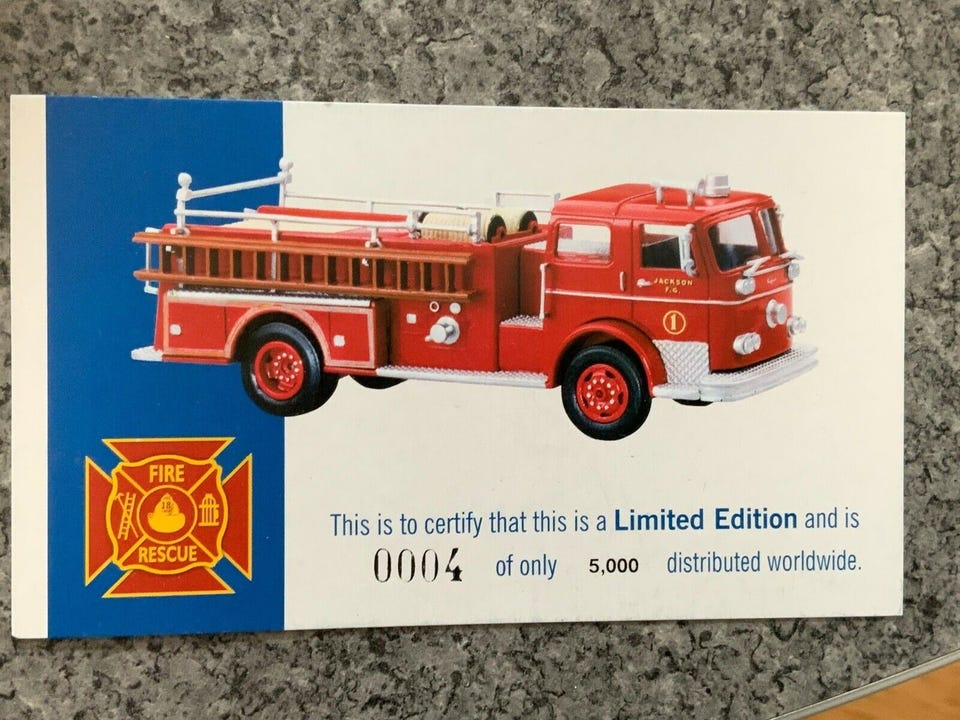 JACKSON
F.G.
1
FIRE
18
RESCUE
This is to certify that this is a Limited Edition and is
0004 of only 5,000 distributed worldwide.